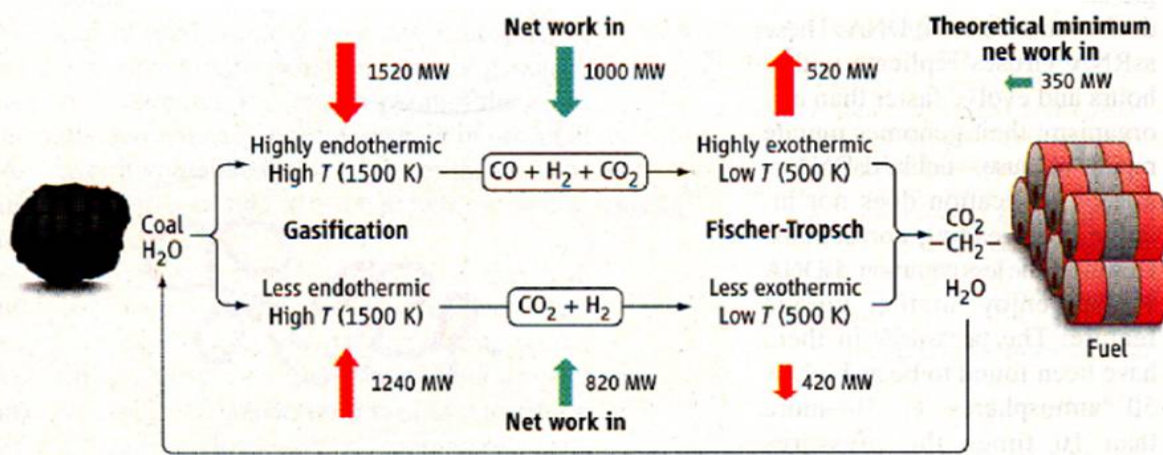 Net work in
Theoretical minimum
net work in
1520 MW
1000 MW
520 MW
350 MW
Highly endothermic
High T (1500 K)
CO + H₂ + CO₂
Highly exothermic
Low T (500 K)
Coal
H₂O
Gasification
Fischer-Tropsch
CO₂
–CH₂–
H₂O
Less endothermic
High T (1500 K)
CO₂ + H₂
Less exothermic
Low T (500 K)
Fuel
1240 MW
820 MW
420 MW
Net work in